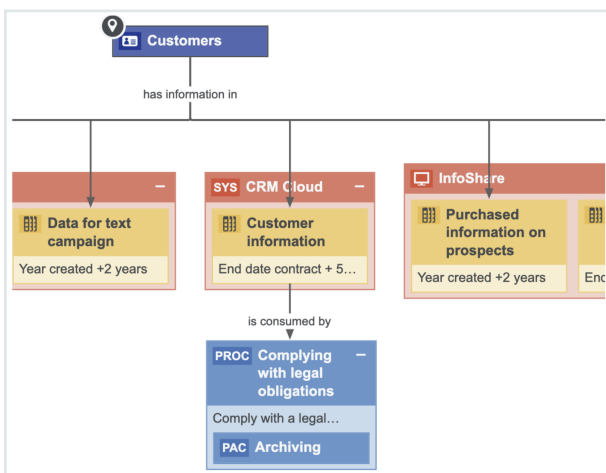 Customers
has information in
SYS CRM Cloud
InfoShare
Data for text
campaign
Year created +2 years
Customer
information
End date contract + 5…
Purchased
information on
prospects
Year created +2 years
is consumed by
PROC Complying
with legal
obligations
Comply with a legal…
PAC Archiving